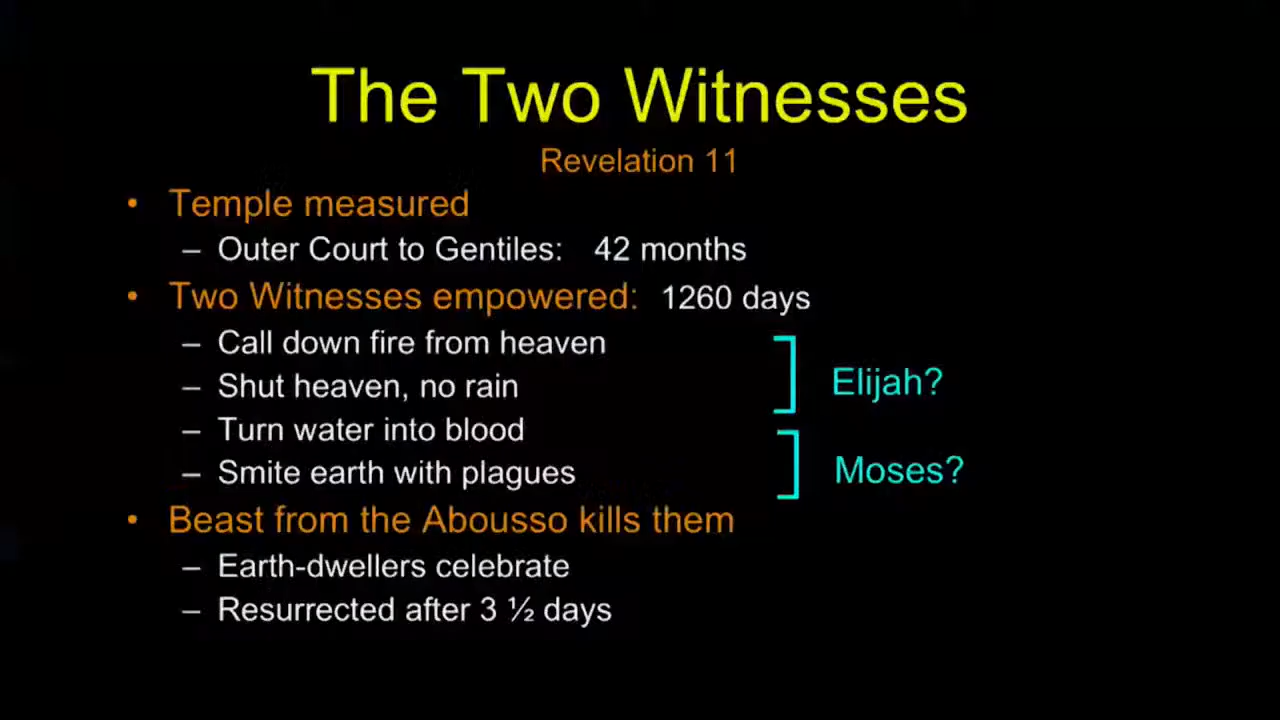 The Two Witnesses
Revelation 11
• Temple measured
– Outer Court to Gentiles: 42 months
• Two Witnesses empowered: 1260 days
– Call down fire from heaven
– Shut heaven, no rain
Elijah?
– Turn water into blood
– Smite earth with plagues
Moses?
• Beast from the Abousso kills them
– Earth-dwellers celebrate
– Resurrected after 3 ½ days